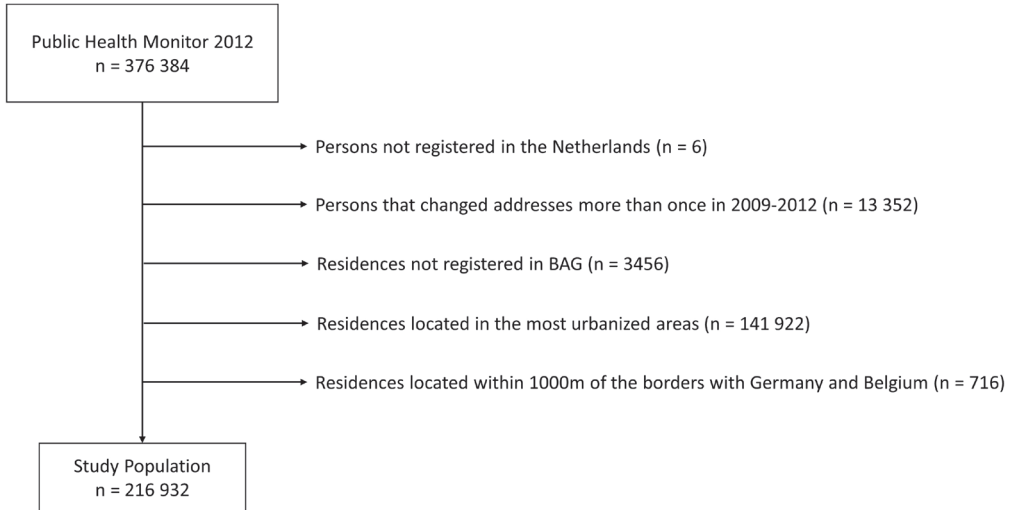 Public Health Monitor 2012
n = 376 384
Persons not registered in the Netherlands (n = 6)
Persons that changed addresses more than once in 2009-2012 (n = 13 352)
Residences not registered in BAG (n = 3456)
Residences located in the most urbanized areas (n = 141 922)
Residences located within 1000m of the borders with Germany and Belgium (n = 716)
Study Population
n = 216 932